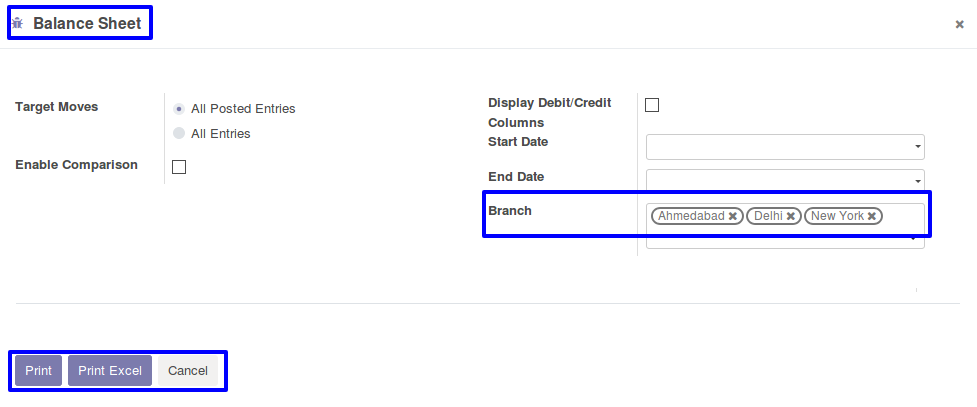 Balance Sheet
Target Moves
All Posted Entries
All Entries
Enable Comparison
Display Debit/Credit
Columns
Start Date
End Date
Branch
Ahmedabad Delhi New York
Print Print Excel Cancel